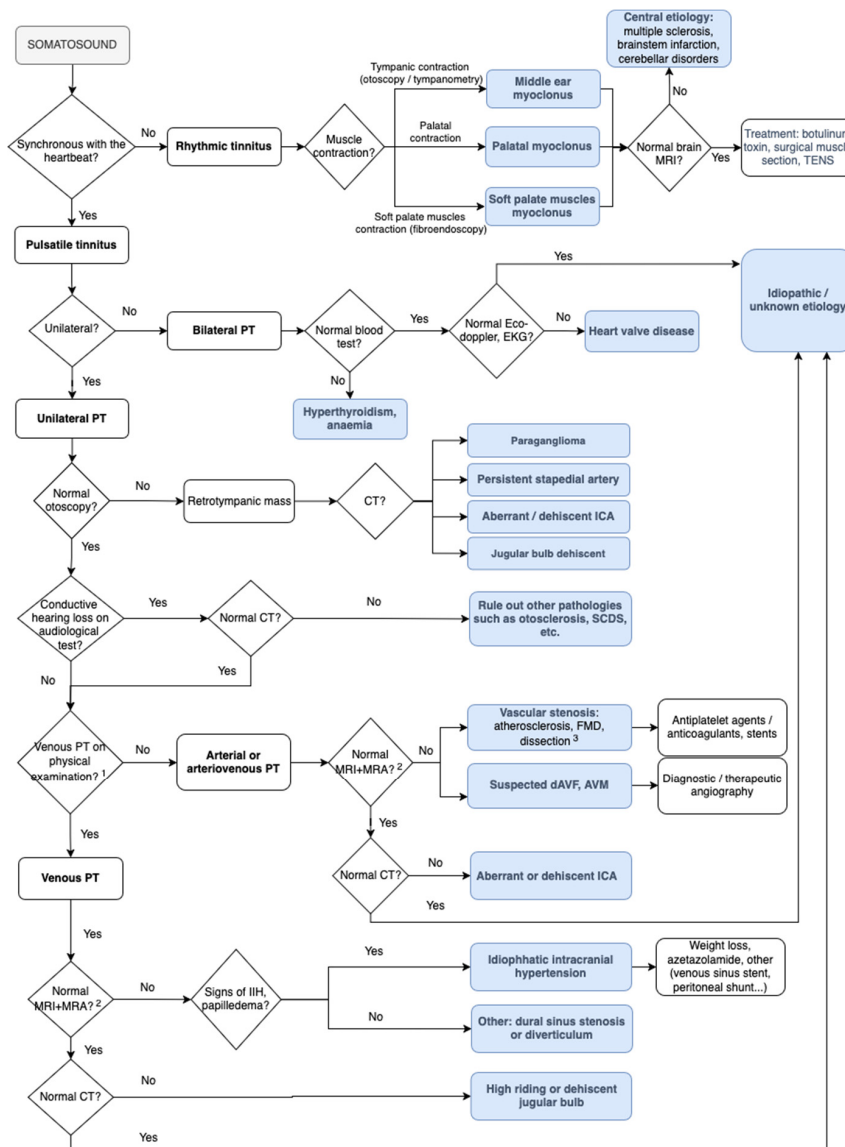 SOMATOSOUND
Synchronous with the
heartbeat?
No
Rhythmic tinnitus
Muscle
contraction?
Tympanic contraction
(otoscopy / tympanometry)
Middle ear
myoclonus
Palatal
contraction
Palatal myoclonus
Soft palate muscles
contraction (fibroendoscopy)
Soft palate muscles
myoclonus
Normal brain
MRI?
No
Central etiology:
multiple sclerosis,
brainstem infarction,
cerebellar disorders
Yes
Treatment: botulinum
toxin, surgical muscle
section, TENS
Yes
Pulsatile tinnitus
Unilateral?
No
Bilateral PT
Normal blood
test?
Yes
Normal Eco-
doppler, EKG?
Yes
Idiopathic /
unknown etiology
No
Heart valve disease
No
Hyperthyroidism,
anaemia
Yes
Unilateral PT
Normal
otoscopy?
No
Retrotympanic mass
CT?
Paraganglioma
Persistent stapedial artery
Aberrant / dehiscent ICA
Jugular bulb dehiscent
Yes
Conductive
hearing loss on
audiological
test?
Yes
Normal CT?
No
Rule out other pathologies
such as otosclerosis, SCDS,
etc.
Yes
No
Venous PT on
physical
examination? 1
No
Arterial or
arteriovenous PT
Normal
MRI+MRA? 2
No
Vascular stenosis:
atherosclerosis, FMD,
dissection 3
Antiplatelet agents /
anticoagulants, stents
Suspected dAVF, AVM
Diagnostic / therapeutic
angiography
Yes
Normal CT?
No
Aberrant or dehiscent ICA
Yes
Yes
Venous PT
Yes
Normal
MRI+MRA? 2
No
Signs of IIH,
papilledema?
Yes
Idiophhatic intracranial
hypertension
Weight loss,
azetazolamide, other
(venous sinus stent,
peritoneal shunt...)
No
Other: dural sinus stenosis
or diverticulum
Yes
Normal CT?
No
High riding or dehiscent
jugular bulb
Yes